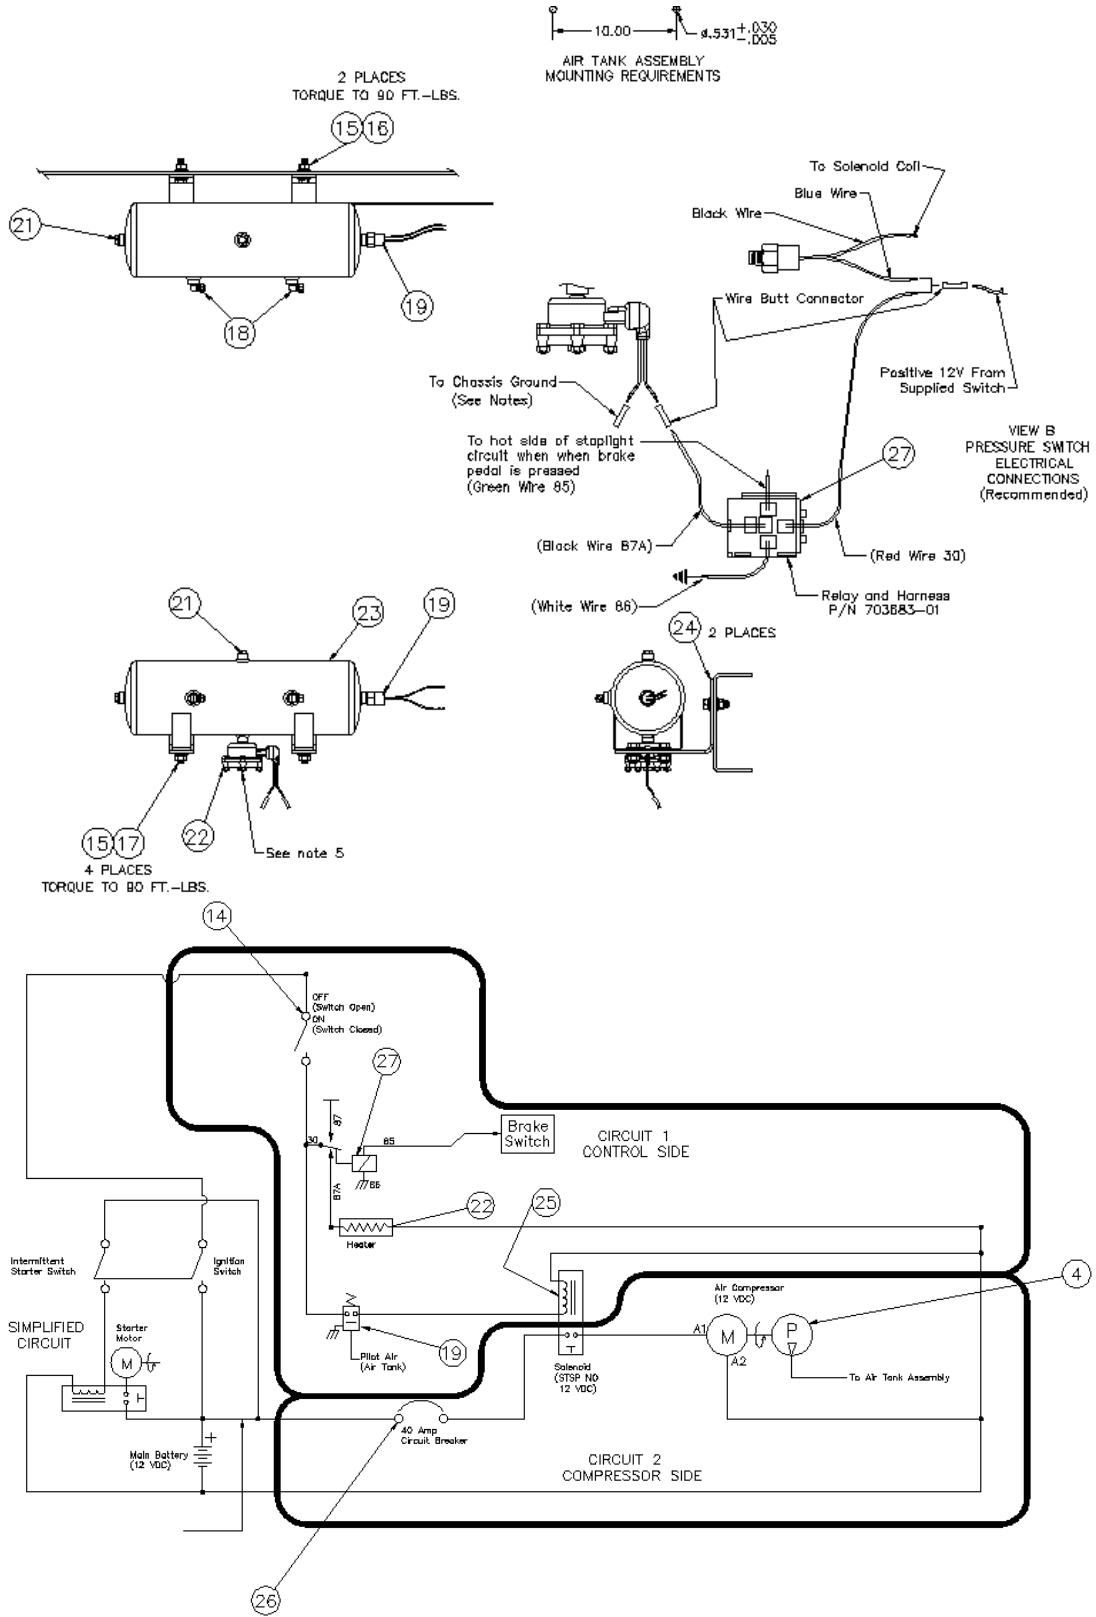 10.00
ø.531+.030
-.005
AIR TANK ASSEMBLY
MOUNTING REQUIREMENTS
2 PLACES
TORQUE TO 90 FT.-LBS.
15 16
21
19
18
To Solenoid Coil
Blue Wire
Black Wire
Wire Butt Connector
Positive 12V From
Supplied Switch
To Chassis Ground
(See Notes)
To hot side of stoplight
circuit when when brake
pedal is pressed
(Green Wire 85)
VIEW B
PRESSURE SWITCH
ELECTRICAL
CONNECTIONS
(Recommended)
27
(Black Wire 87A)
(Red Wire 30)
(White Wire 86)
Relay and Harness
P/N 703683-01
21
23
19
24 2 PLACES
22
15 17
See note 5
4 PLACES
TORQUE TO 90 FT.-LBS.
14
OFF
(Switch Open)
ON
(Switch Closed)
27
87
30
85
86
87A
Brake
Switch
CIRCUIT 1
CONTROL SIDE
22
25
Heater
Intermittent
Starter Switch
Ignition
Switch
4
Air Compressor
(12 VDC)
SIMPLIFIED
CIRCUIT
Starter
Motor
M
A1
M
P
A2
19
Pilot Air
(Air Tank)
Solenoid
(STSP NO
12 VDC)
To Air Tank Assembly
40 Amp
Circuit Breaker
Main Battery
(12 VDC)
+
CIRCUIT 2
COMPRESSOR SIDE
26